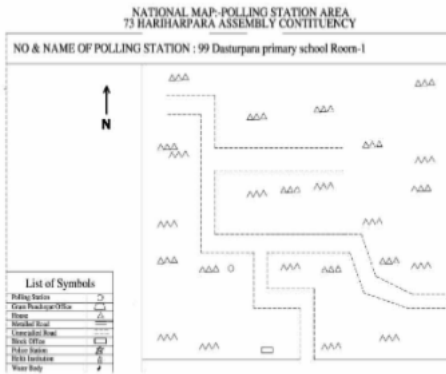 NATIONAL MAP:-POLLING STATION AREA
73 HARIHARPARA ASSEMBLY CONTITUENCY
NO & NAME OF POLLING STATION : 99 Dasturpara primary school Room-1
N
List of Symbols
Polling Station
Gram Panchayat Office
House
Metalled Road
Unmetalled Road
Block Office
Police Station
Water Body